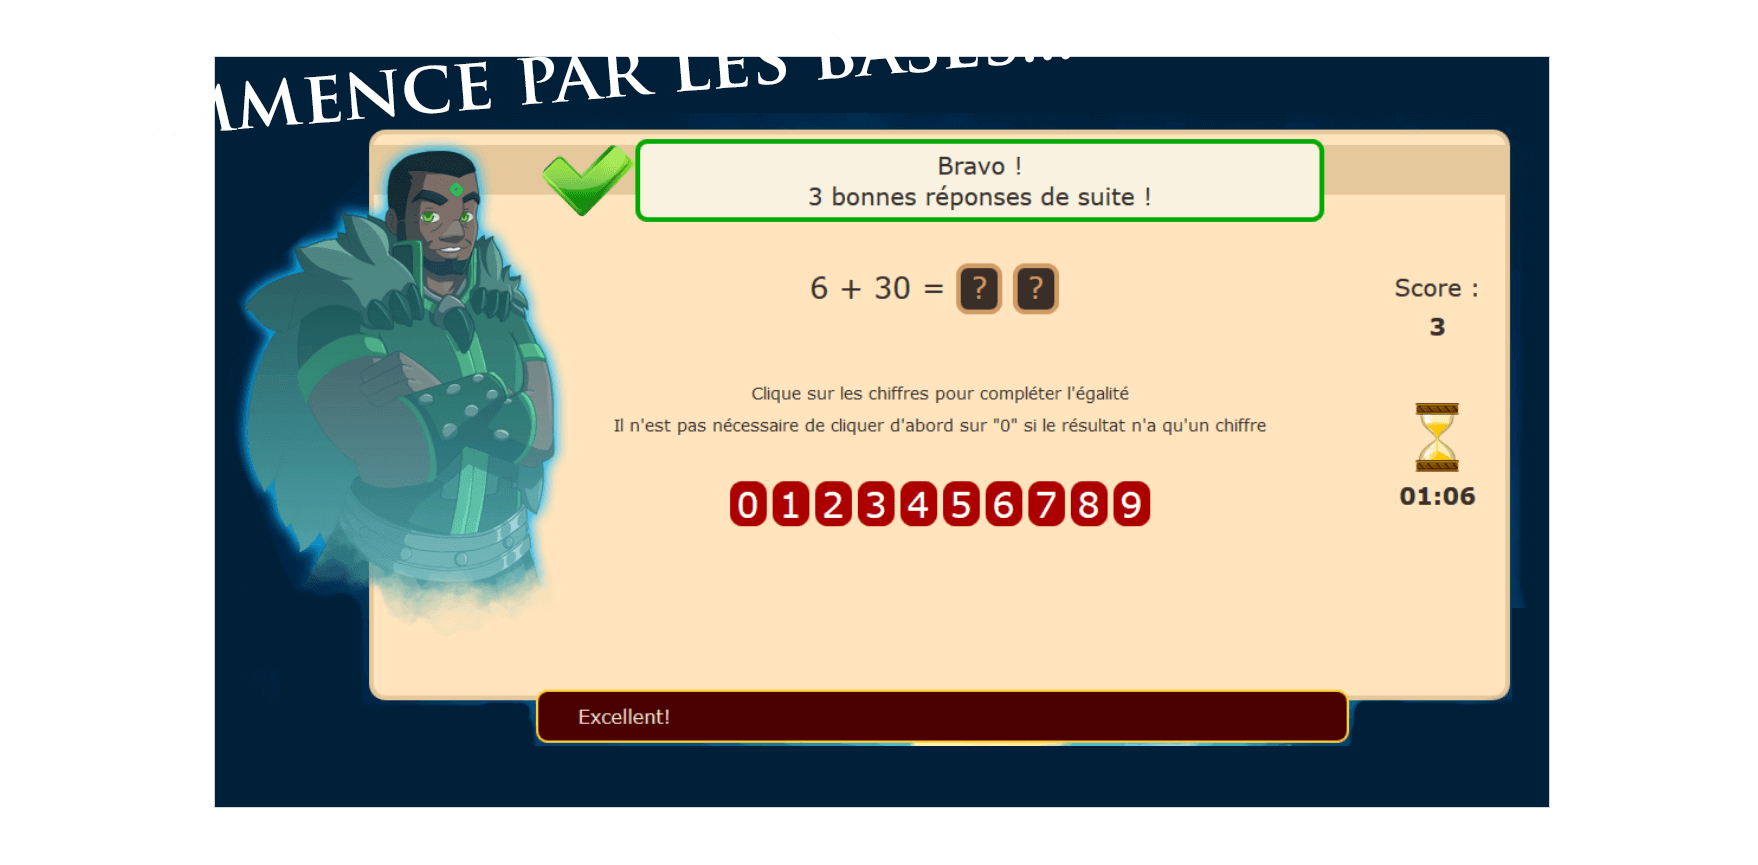 MMENCE PAR LES BASES...
Bravo !
3 bonnes réponses de suite !
6 + 30 = ? ?
Score :
3
Clique sur les chiffres pour compléter l'égalité
Il n'est pas nécessaire de cliquer d'abord sur "0" si le résultat n'a qu'un chiffre
01:06
0 1 2 3 4 5 6 7 8 9
Excellent!